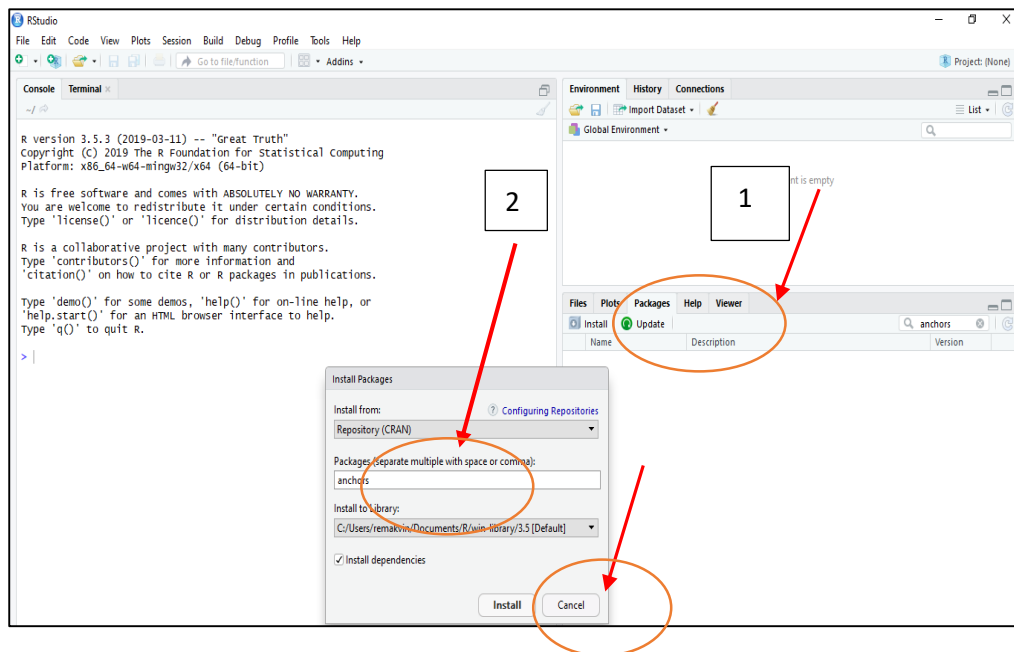 RStudio
File Edit Code View Plots Session Build Debug Profile Tools Help
Go to file/function Addins Project: (None)
Console Terminal
~/
R version 3.5.3 (2019-03-11) -- "Great Truth"
Copyright (C) 2019 The R Foundation for Statistical Computing
Platform: x86_64-w64-mingw32/x64 (64-bit)
R is free software and comes with ABSOLUTELY NO WARRANTY.
You are welcome to redistribute it under certain conditions.
Type 'license()' or 'licence()' for distribution details.
R is a collaborative project with many contributors.
Type 'contributors()' for more information and
'citation()' on how to cite R or R packages in publications.
Type 'demo()' for some demos, 'help()' for on-line help, or
'help.start()' for an HTML browser interface to help.
Type 'q()' to quit R.
>
2
Environment History Connections
Import Dataset List
Global Environment
is empty
1
Files Plots Packages Help Viewer
Install Update anchors
Name Description Version
Install Packages
Install from: ? Configuring Repositories
Repository (CRAN)
Packages (separate multiple with space or comma):
anchors
Install to Library:
C:/Users/remakvin/Documents/R/win-library/3.5 [Default]
Install dependencies
Install Cancel